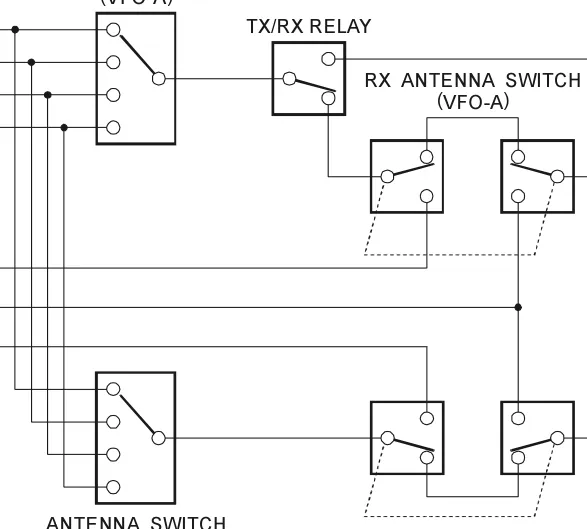 (VFO-A)
TX/RX RELAY
RX ANTENNA SWITCH
(VFO-A)
ANTENNA SWITCH